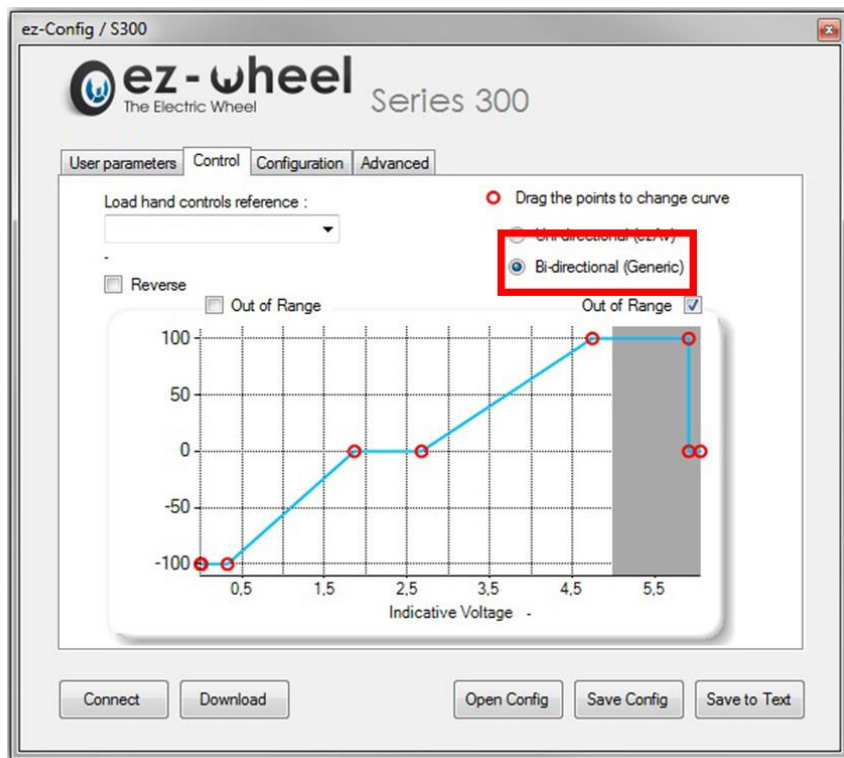 ez-Config / S300
ez-wheel
The Electric Wheel
Series 300
User parameters Control Configuration Advanced
Load hand controls reference :
Drag the points to change curve
Uni-directional (ezAv)
-
Bi-directional (Generic)
Reverse
Out of Range
Out of Range
100
50
0
-50
-100
0,5 1,5 2,5 3,5 4,5 5,5
Indicative Voltage -
Connect Download Open Config Save Config Save to Text